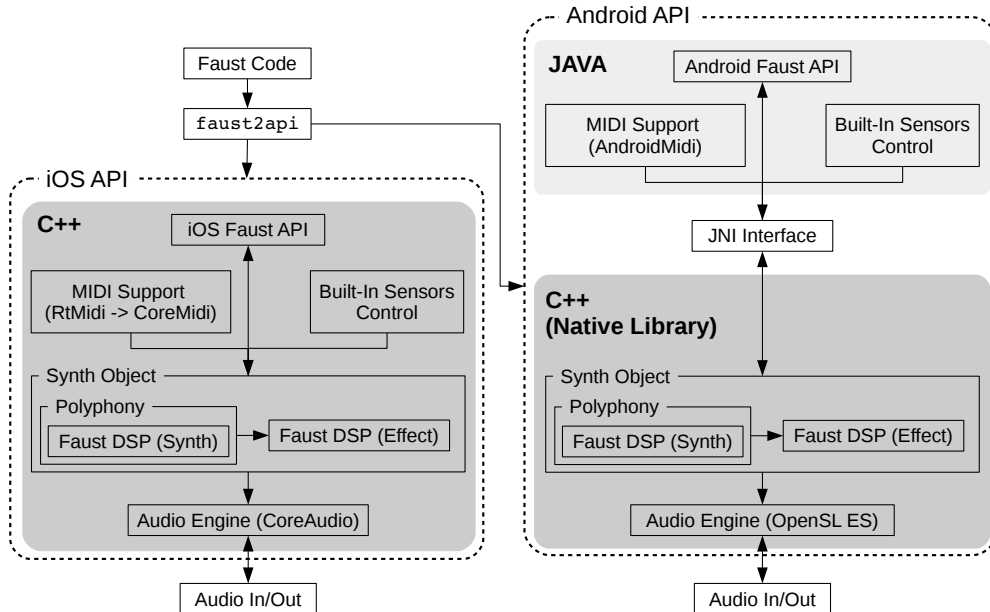 Faust Code
faust2api
iOS API
C++
iOS Faust API
MIDI Support
(RtMidi -> CoreMidi)
Built-In Sensors
Control
Synth Object
Polyphony
Faust DSP (Synth)
Faust DSP (Effect)
Audio Engine (CoreAudio)
Audio In/Out
Android API
JAVA
Android Faust API
MIDI Support
(AndroidMidi)
Built-In Sensors
Control
JNI Interface
C++
(Native Library)
Synth Object
Polyphony
Faust DSP (Synth)
Faust DSP (Effect)
Audio Engine (OpenSL ES)
Audio In/Out